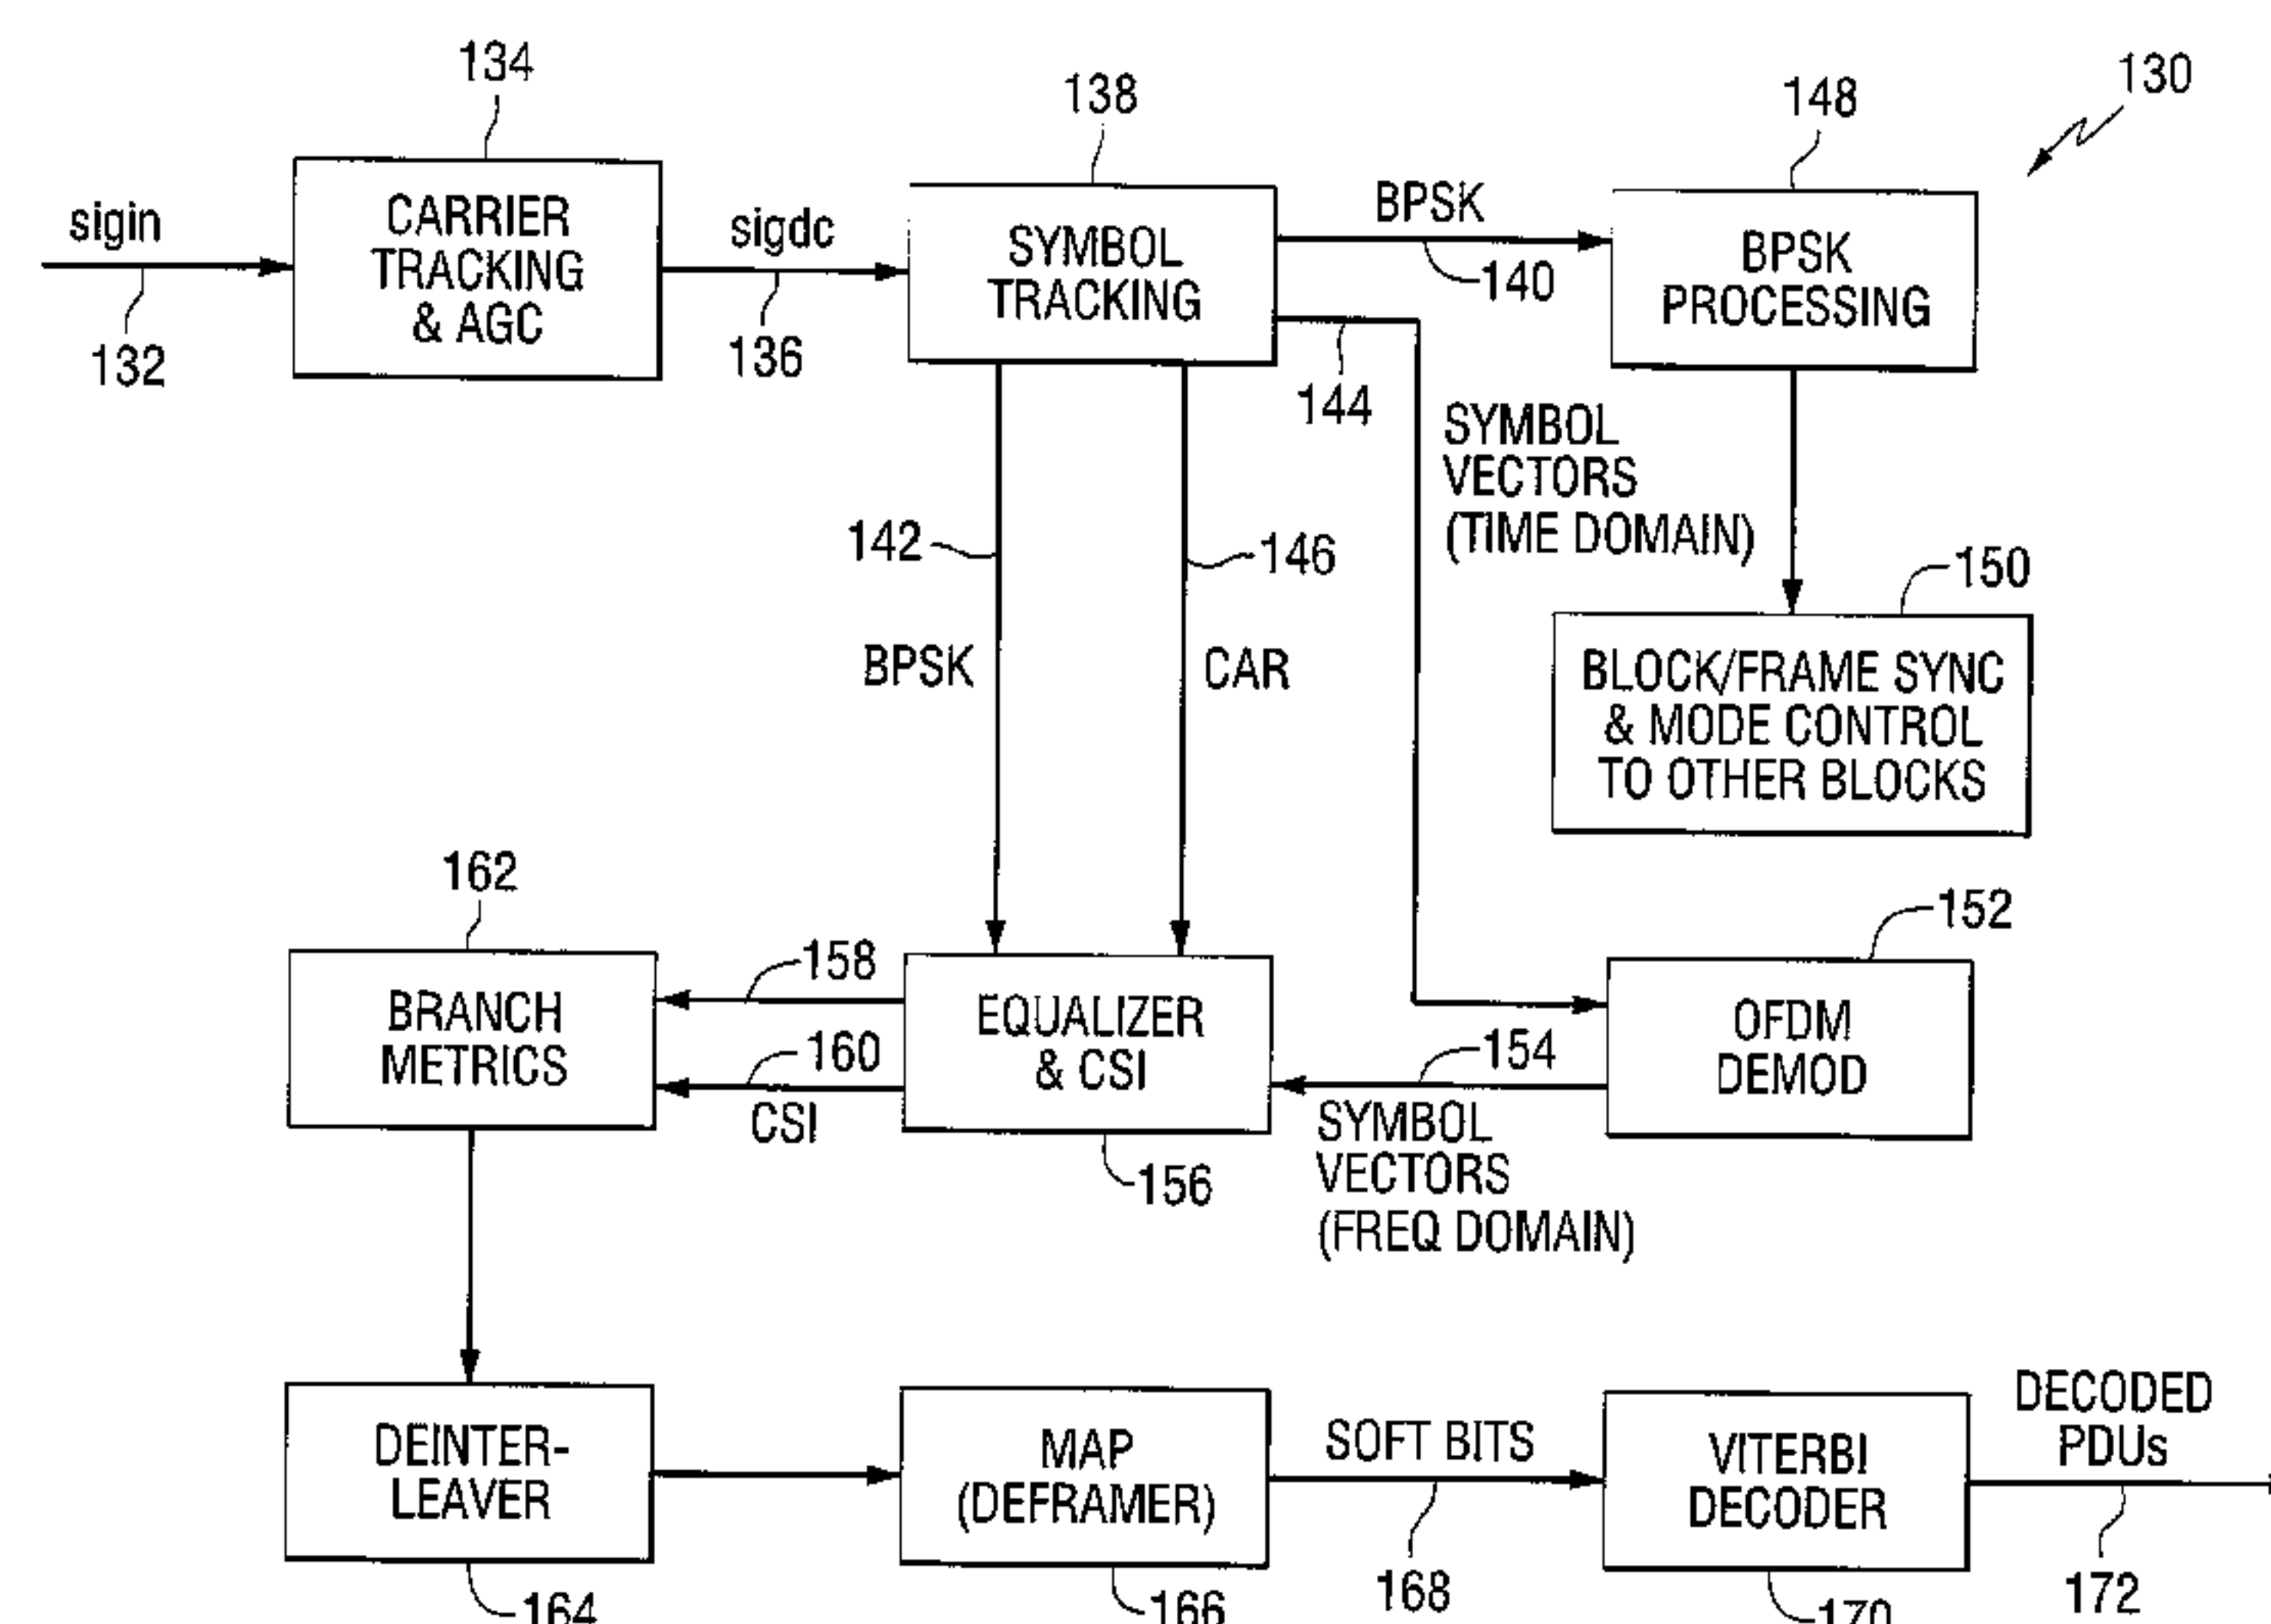 134
138
148
130
sigin
132
CARRIER
TRACKING
& AGC
sigdc
136
SYMBOL
TRACKING
BPSK
140
144
BPSK
PROCESSING
SYMBOL
VECTORS
(TIME DOMAIN)
142
146
BPSK
CAR
150
BLOCK/FRAME SYNC
& MODE CONTROL
TO OTHER BLOCKS
162
BRANCH
METRICS
158
160
CSI
EQUALIZER
& CSI
156
152
OFDM
DEMOD
154
SYMBOL
VECTORS
(FREQ DOMAIN)
DEINTER-
LEAVER
164
MAP
(DEFRAMER)
166
SOFT BITS
168
VITERBI
DECODER
170
DECODED
PDUs
172